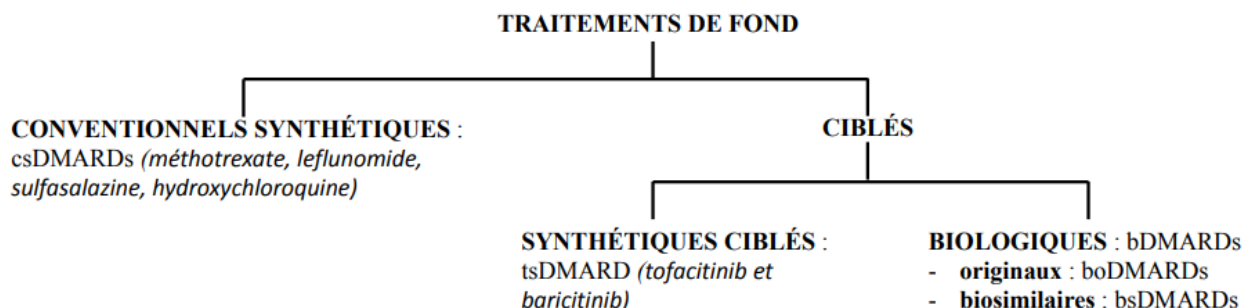 TRAITEMENTS DE FOND
CONVENTIONNELS SYNTHÉTIQUES :
csDMARDs (méthotrexate, leflunomide,
sulfasalazine, hydroxychloroquine)
CIBLÉS
SYNTHÉTIQUES CIBLÉS :
tsDMARD (tofacitinib et
baricitinib)
BIOLOGIQUES : bDMARDs
- originaux : boDMARDs
- biosimilaires : bsDMARDs